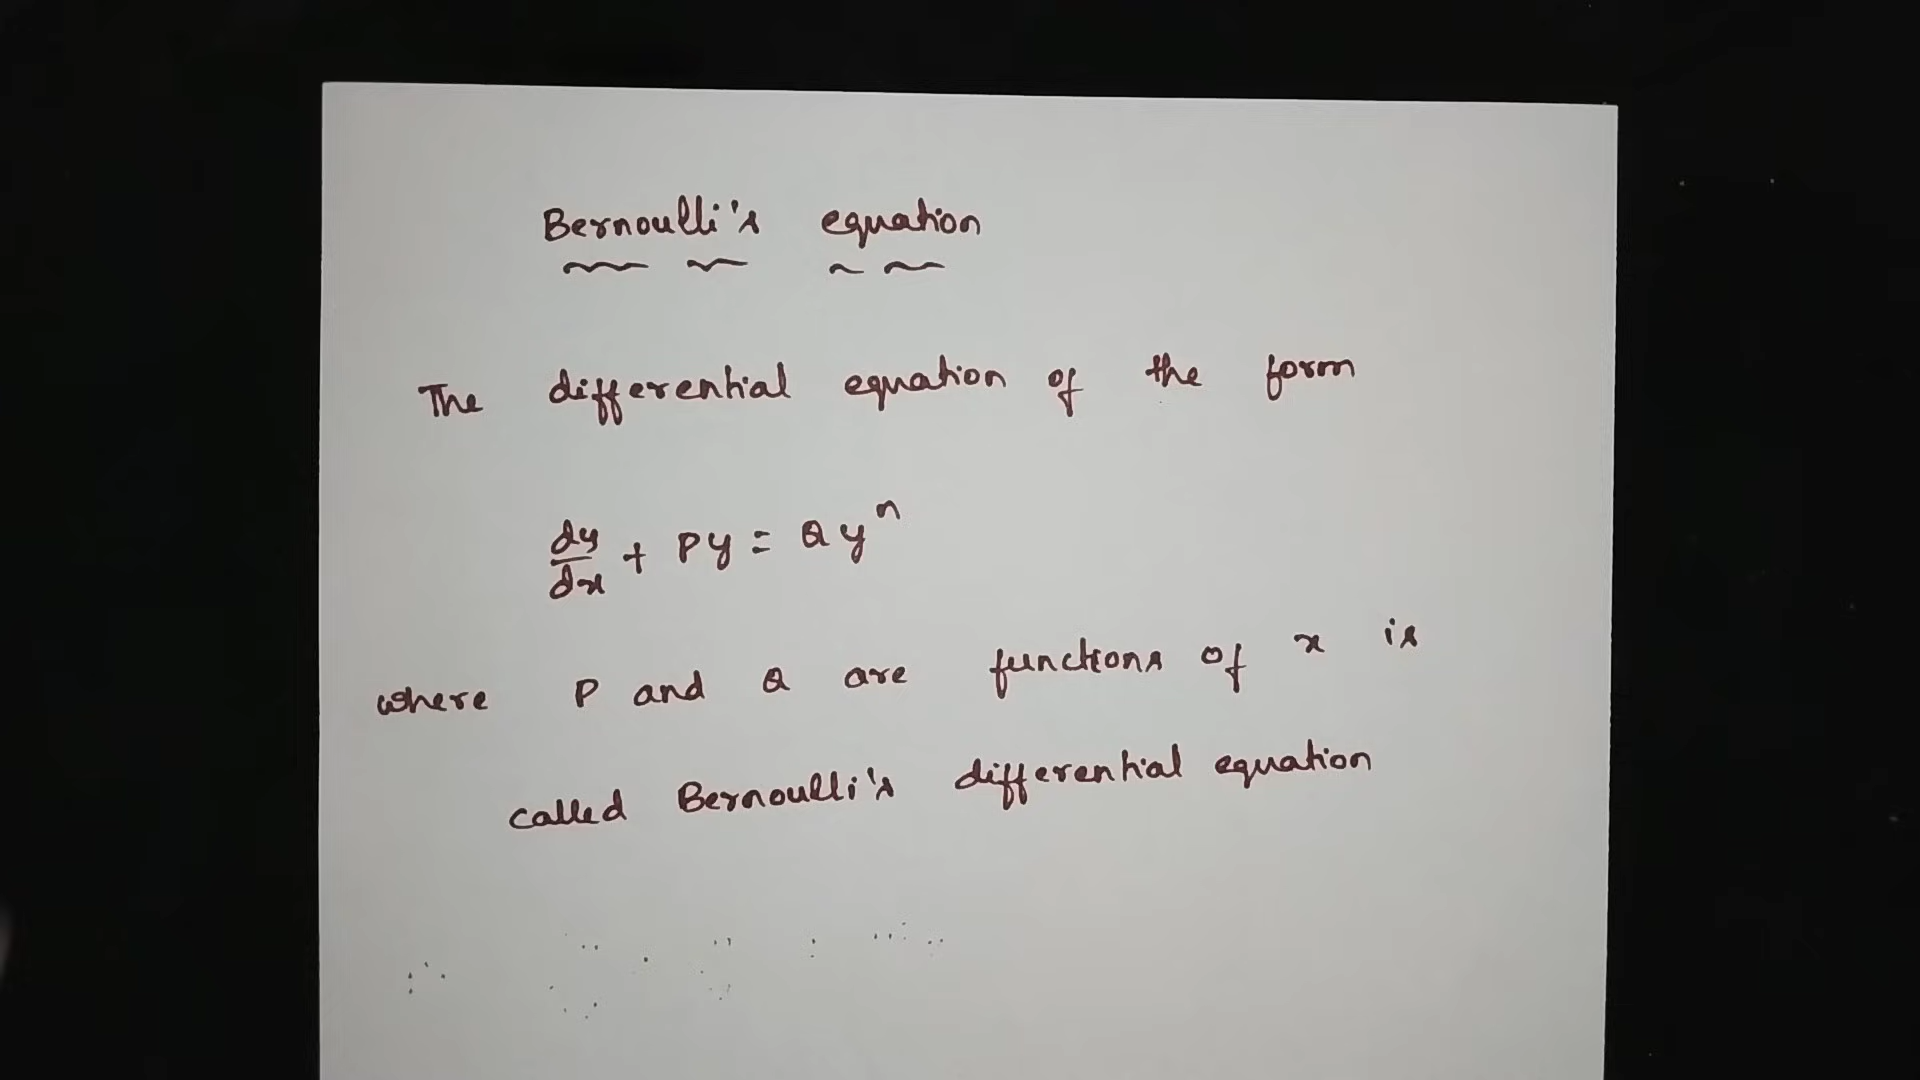 Bernoulli's equation
The differential equation of the form
dy/dx + Py = Qy^n
where P and Q are functions of x is
called Bernoulli's differential equation